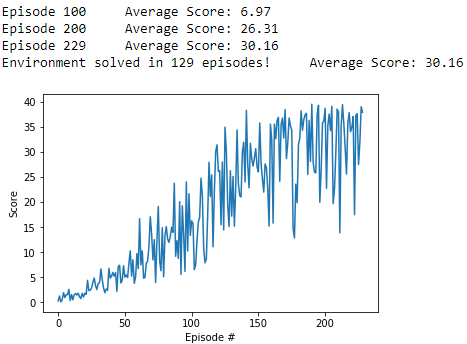 Episode 100 Average Score: 6.97
Episode 200 Average Score: 26.31
Episode 229 Average Score: 30.16
Environment solved in 129 episodes! Average Score: 30.16
40
35
30
25
20
15
10
5
0
Score
0 50 100 150 200
Episode #